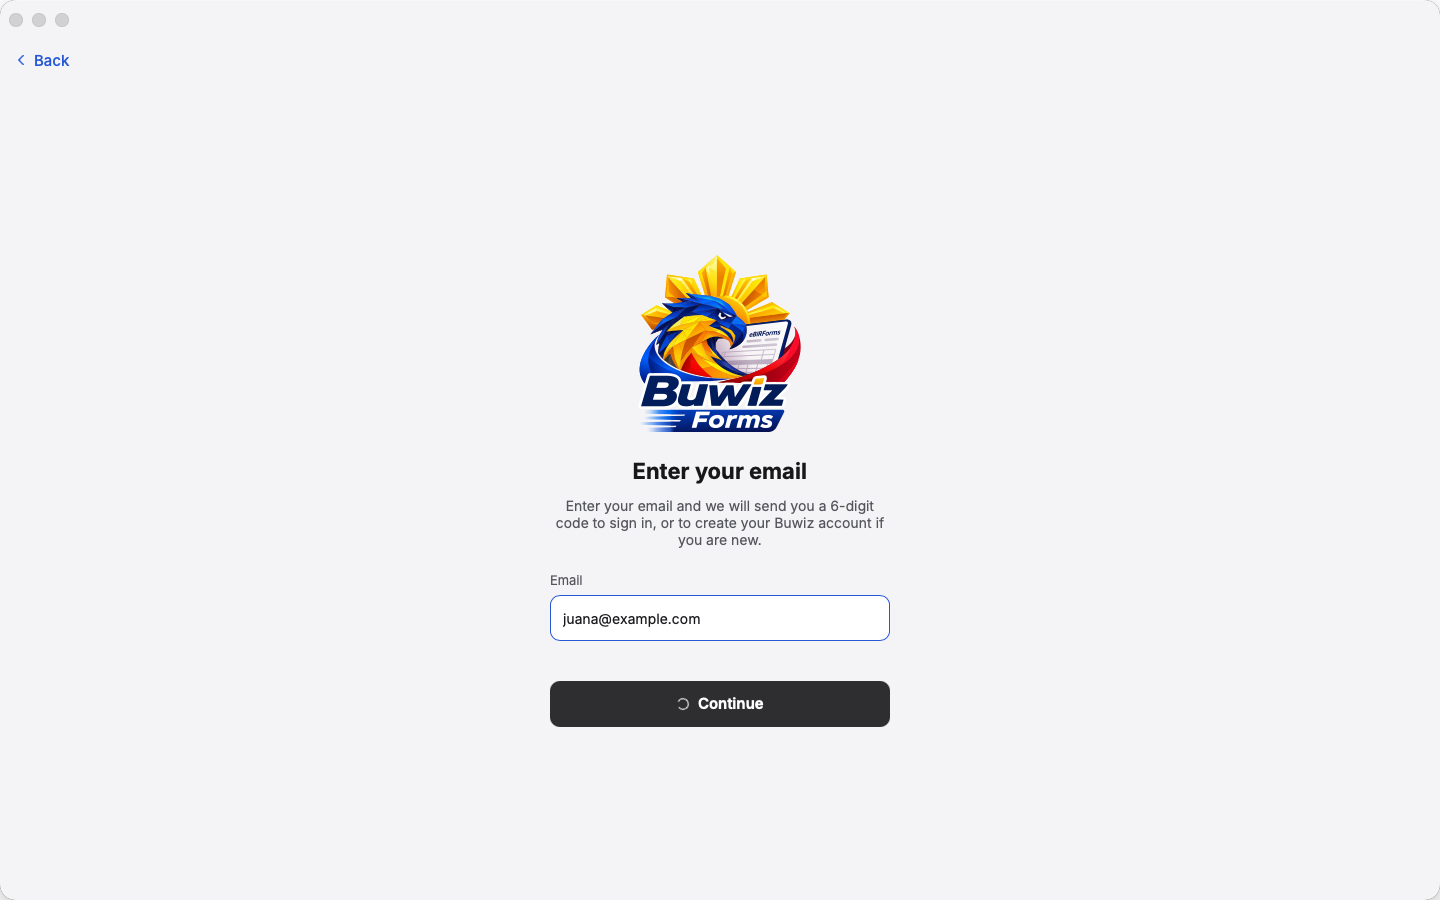 Back
eBIRForms
Buwiz
Forms
Enter your email
Enter your email and we will send you a 6-digit
code to sign in, or to create your Buwiz account if
you are new.
Email
juana@example.com
Continue